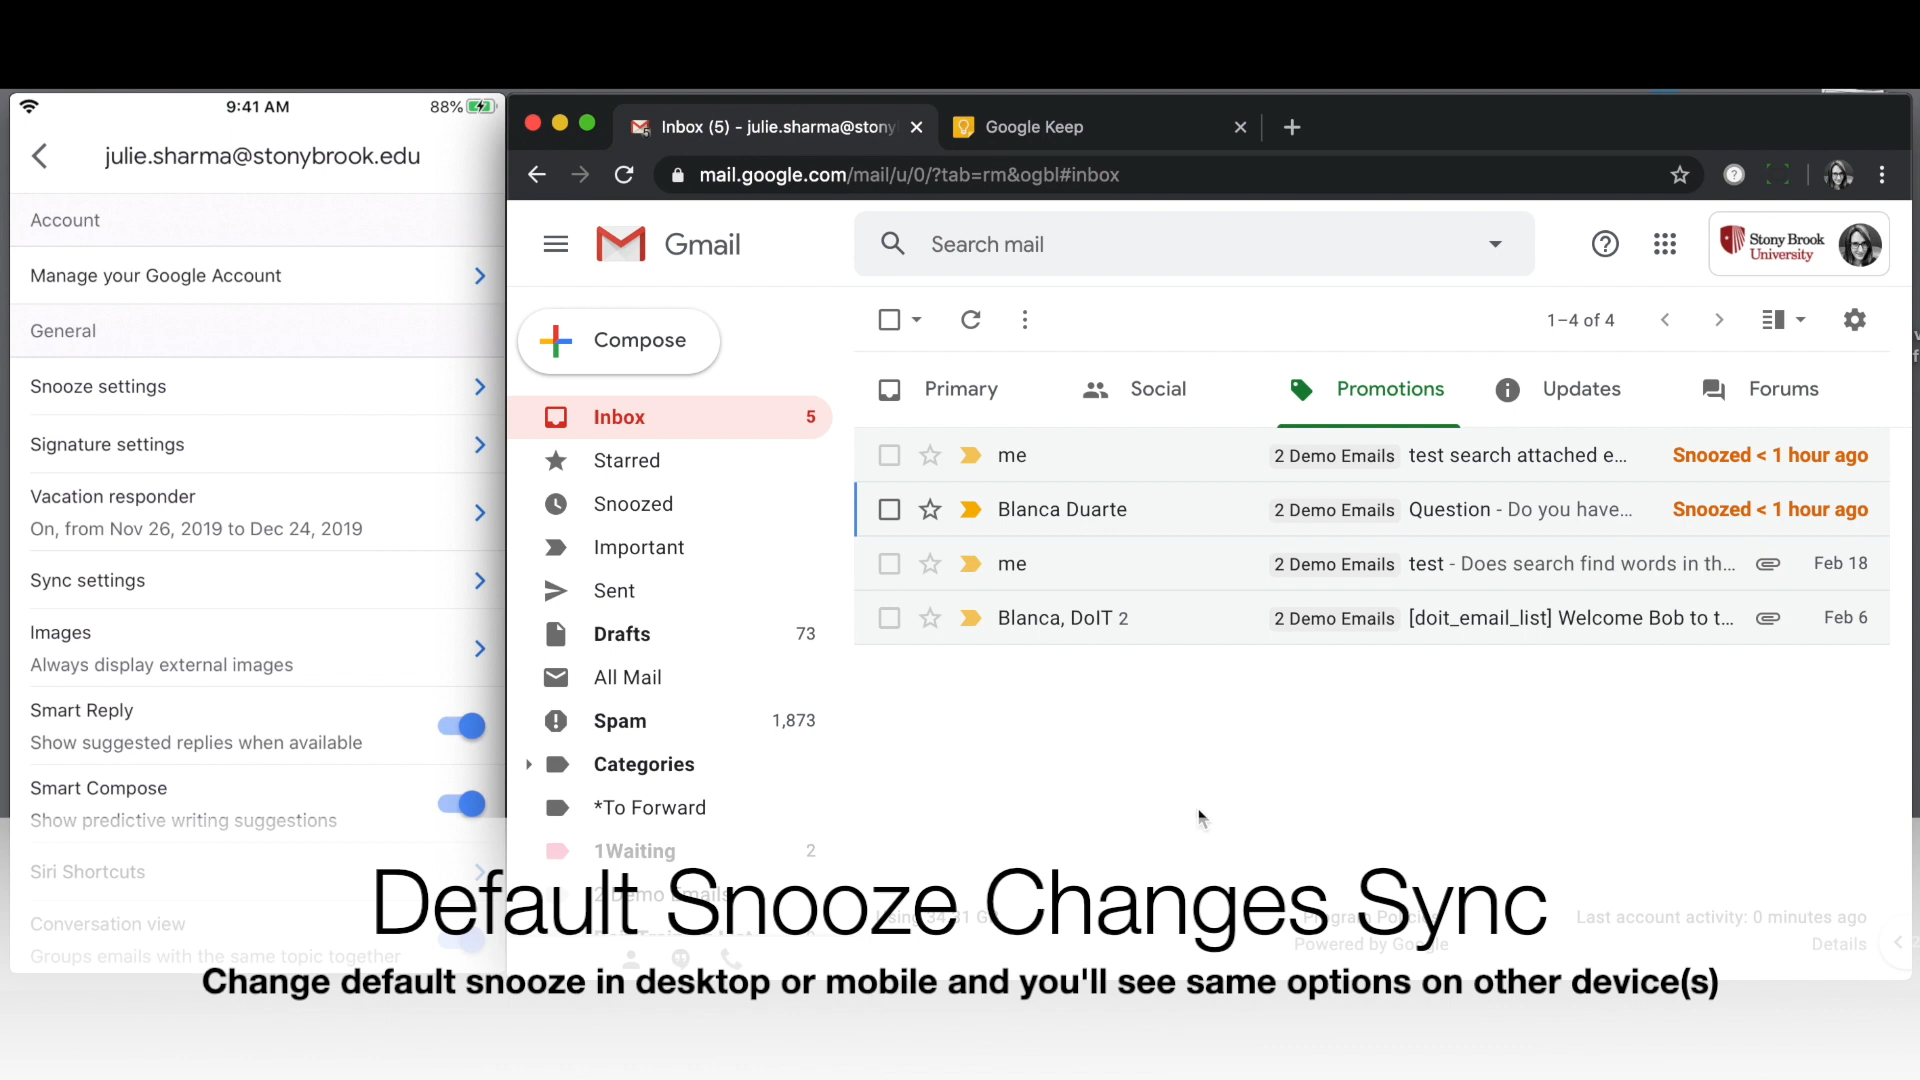 9:41 AM
88%
julie.sharma@stonybrook.edu
Account
Manage your Google Account
General
Snooze settings
Signature settings
Vacation responder
On, from Nov 26, 2019 to Dec 24, 2019
Sync settings
Images
Always display external images
Smart Reply
Show suggested replies when available
Smart Compose
Show predictive writing suggestions
Siri Shortcuts
Conversation view
Groups emails with the same topic together
Inbox (5) - julie.sharma@stony
Google Keep
mail.google.com/mail/u/0/?tab=rm&ogbl#inbox
Gmail
Search mail
Stony Brook
University
Compose
1–4 of 4
Inbox 5
Starred
Snoozed
Important
Sent
Drafts 73
All Mail
Spam 1,873
Categories
*To Forward
1Waiting 2
2 Demo Emails
Primary
Social
Promotions
Updates
Forums
me 2 Demo Emails test search attached e... Snoozed < 1 hour ago
Blanca Duarte 2 Demo Emails Question - Do you have... Snoozed < 1 hour ago
me 2 Demo Emails test - Does search find words in th... Feb 18
Blanca, DoIT 2 2 Demo Emails [doit_email_list] Welcome Bob to t... Feb 6
Program Policies
Powered by Google
Last account activity: 0 minutes ago
Details
Default Snooze Changes Sync
Change default snooze in desktop or mobile and you'll see same options on other device(s)